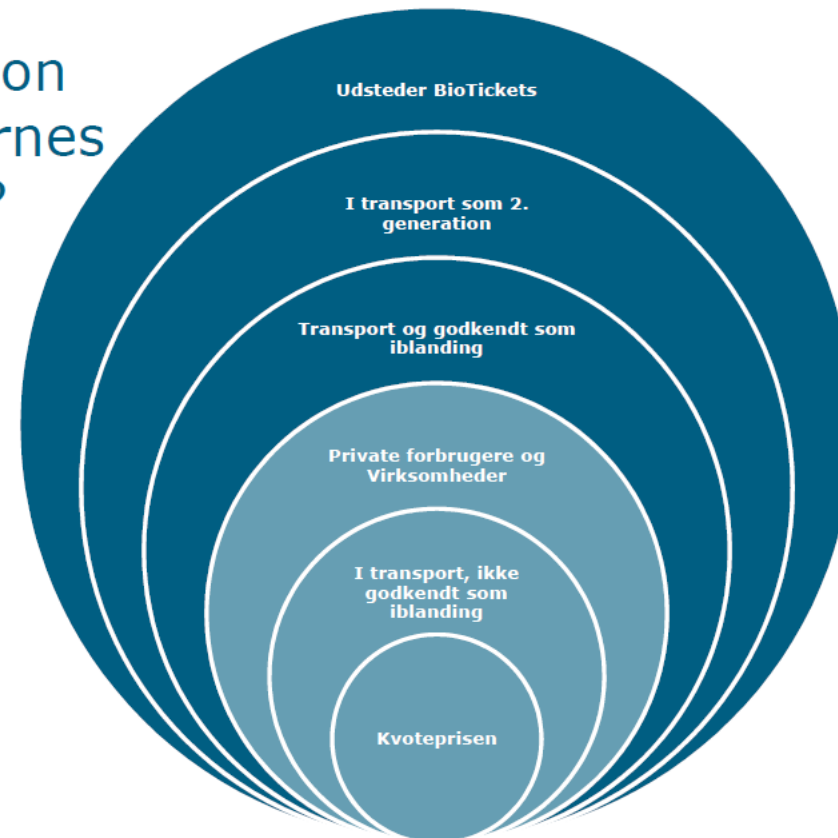 on
rnes
?
Udsteder BioTickets
I transport som 2.
generation
Transport og godkendt som
iblanding
Private forbrugere og
Virksomheder
I transport, ikke
godkendt som
iblanding
Kvoteprisen